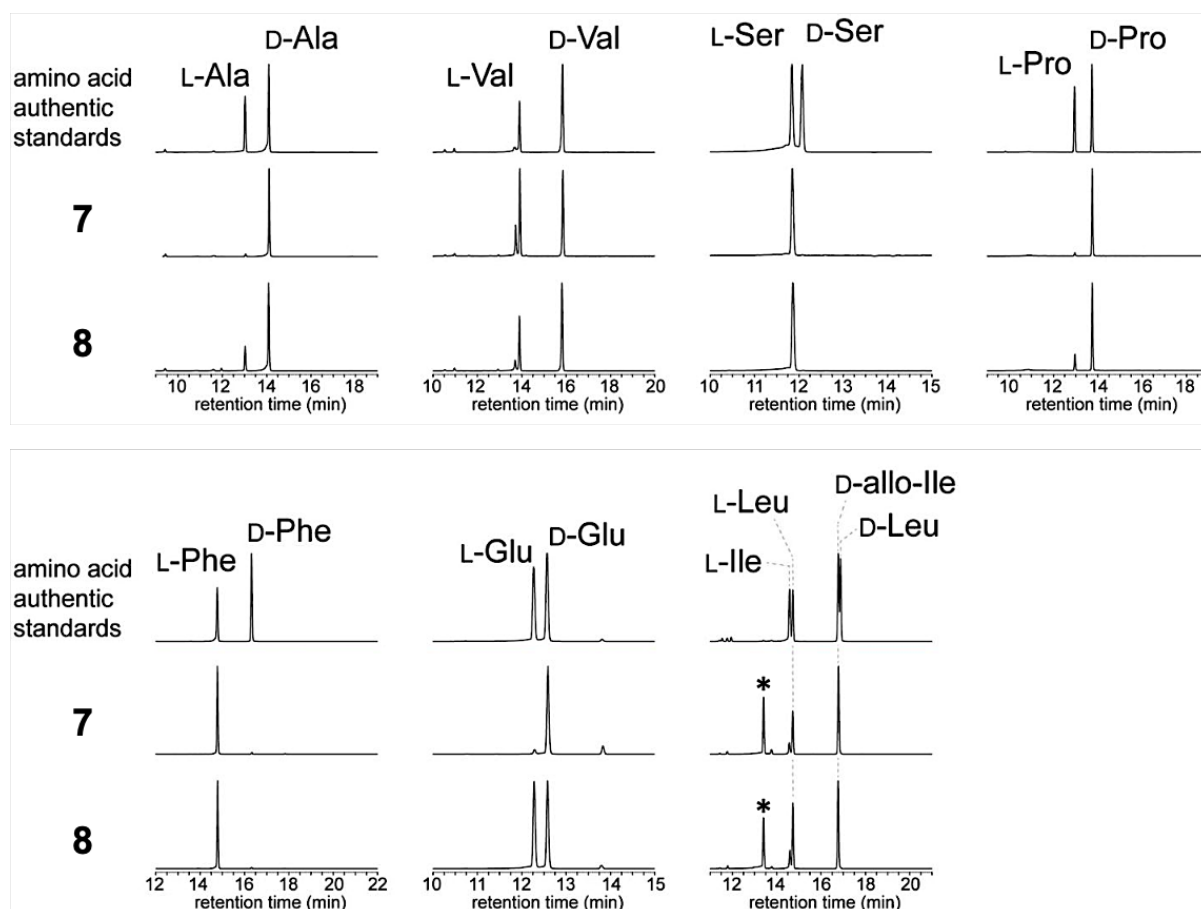 L-Ala D-Ala L-Val D-Val L-Ser D-Ser L-Pro D-Pro
amino acid
authentic
standards
7
8
10 12 14 16 18 10 12 14 16 18 20 10 11 12 13 14 15 10 12 14 16 18
retention time (min) retention time (min) retention time (min) retention time (min)
L-Phe D-Phe L-Glu D-Glu L-Ile L-Leu D-allo-Ile D-Leu
amino acid
authentic
standards
7 *
8 *
12 14 16 18 20 22 10 11 12 13 14 15 12 14 16 18 20
retention time (min) retention time (min) retention time (min)